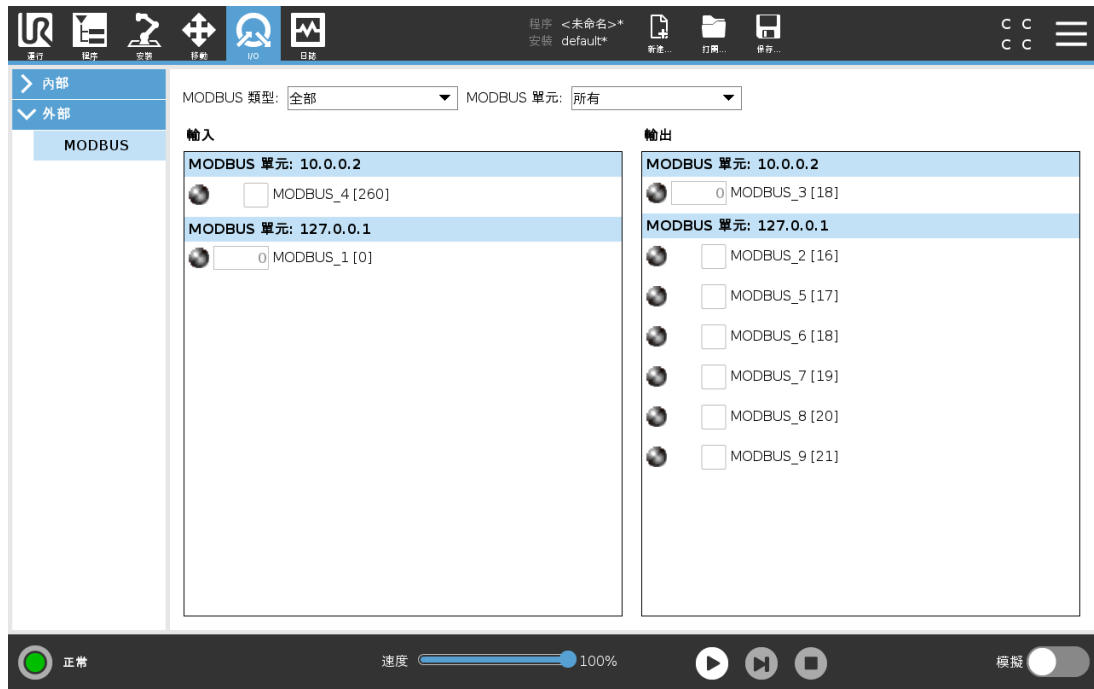 運行 程序 安裝 移動 I/O 日誌
程序 <未命名>*
安裝 default*
新建... 打開... 保存...
C C
C C
內部
外部
MODBUS
MODBUS 類型: 全部 MODBUS 單元: 所有
輸入
MODBUS 單元: 10.0.0.2
MODBUS_4 [260]
MODBUS 單元: 127.0.0.1
0 MODBUS_1 [0]
輸出
MODBUS 單元: 10.0.0.2
0 MODBUS_3 [18]
MODBUS 單元: 127.0.0.1
MODBUS_2 [16]
MODBUS_5 [17]
MODBUS_6 [18]
MODBUS_7 [19]
MODBUS_8 [20]
MODBUS_9 [21]
正常
速度 100%
模擬